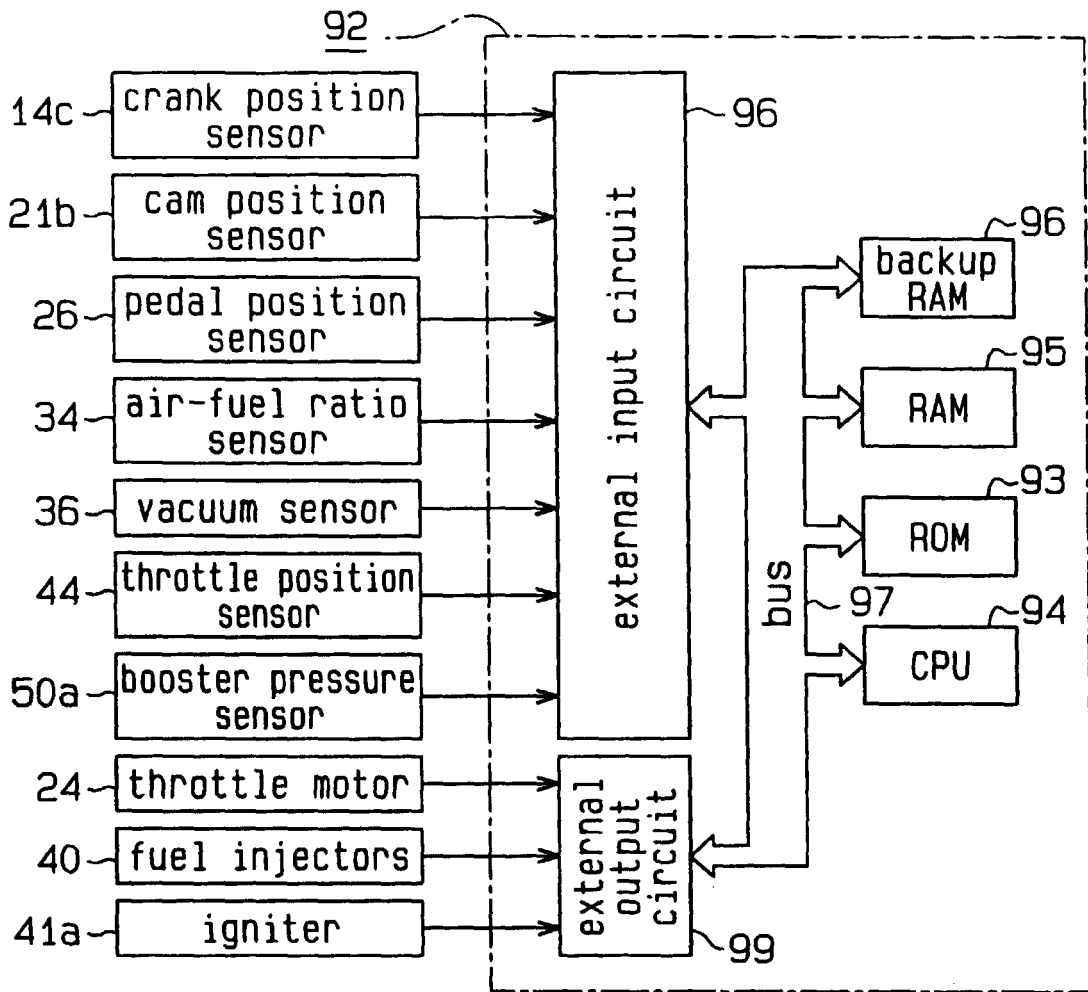 92
14c
crank position
sensor
96
21b
cam position
sensor
26
pedal position
sensor
34
air-fuel ratio
sensor
36
vacuum sensor
44
throttle position
sensor
50a
booster pressure
sensor
24
throttle motor
40
fuel injectors
41a
igniter
external input circuit
external
output
circuit
99
bus
97
96
backup
RAM
95
RAM
93
ROM
94
CPU